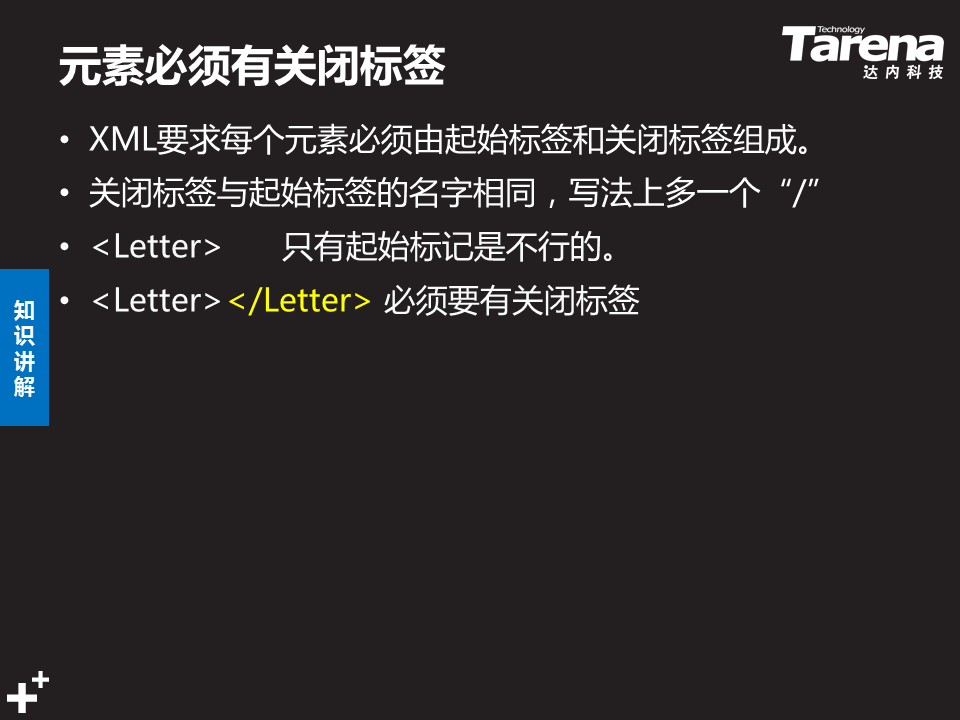 元素必须有关闭标签
Technology
Tarena
达内科技
• XML要求每个元素必须由起始标签和关闭标签组成。
• 关闭标签与起始标签的名字相同，写法上多一个“/”
• <Letter> 只有起始标记是不行的。
• <Letter></Letter> 必须要有关闭标签
知识讲解